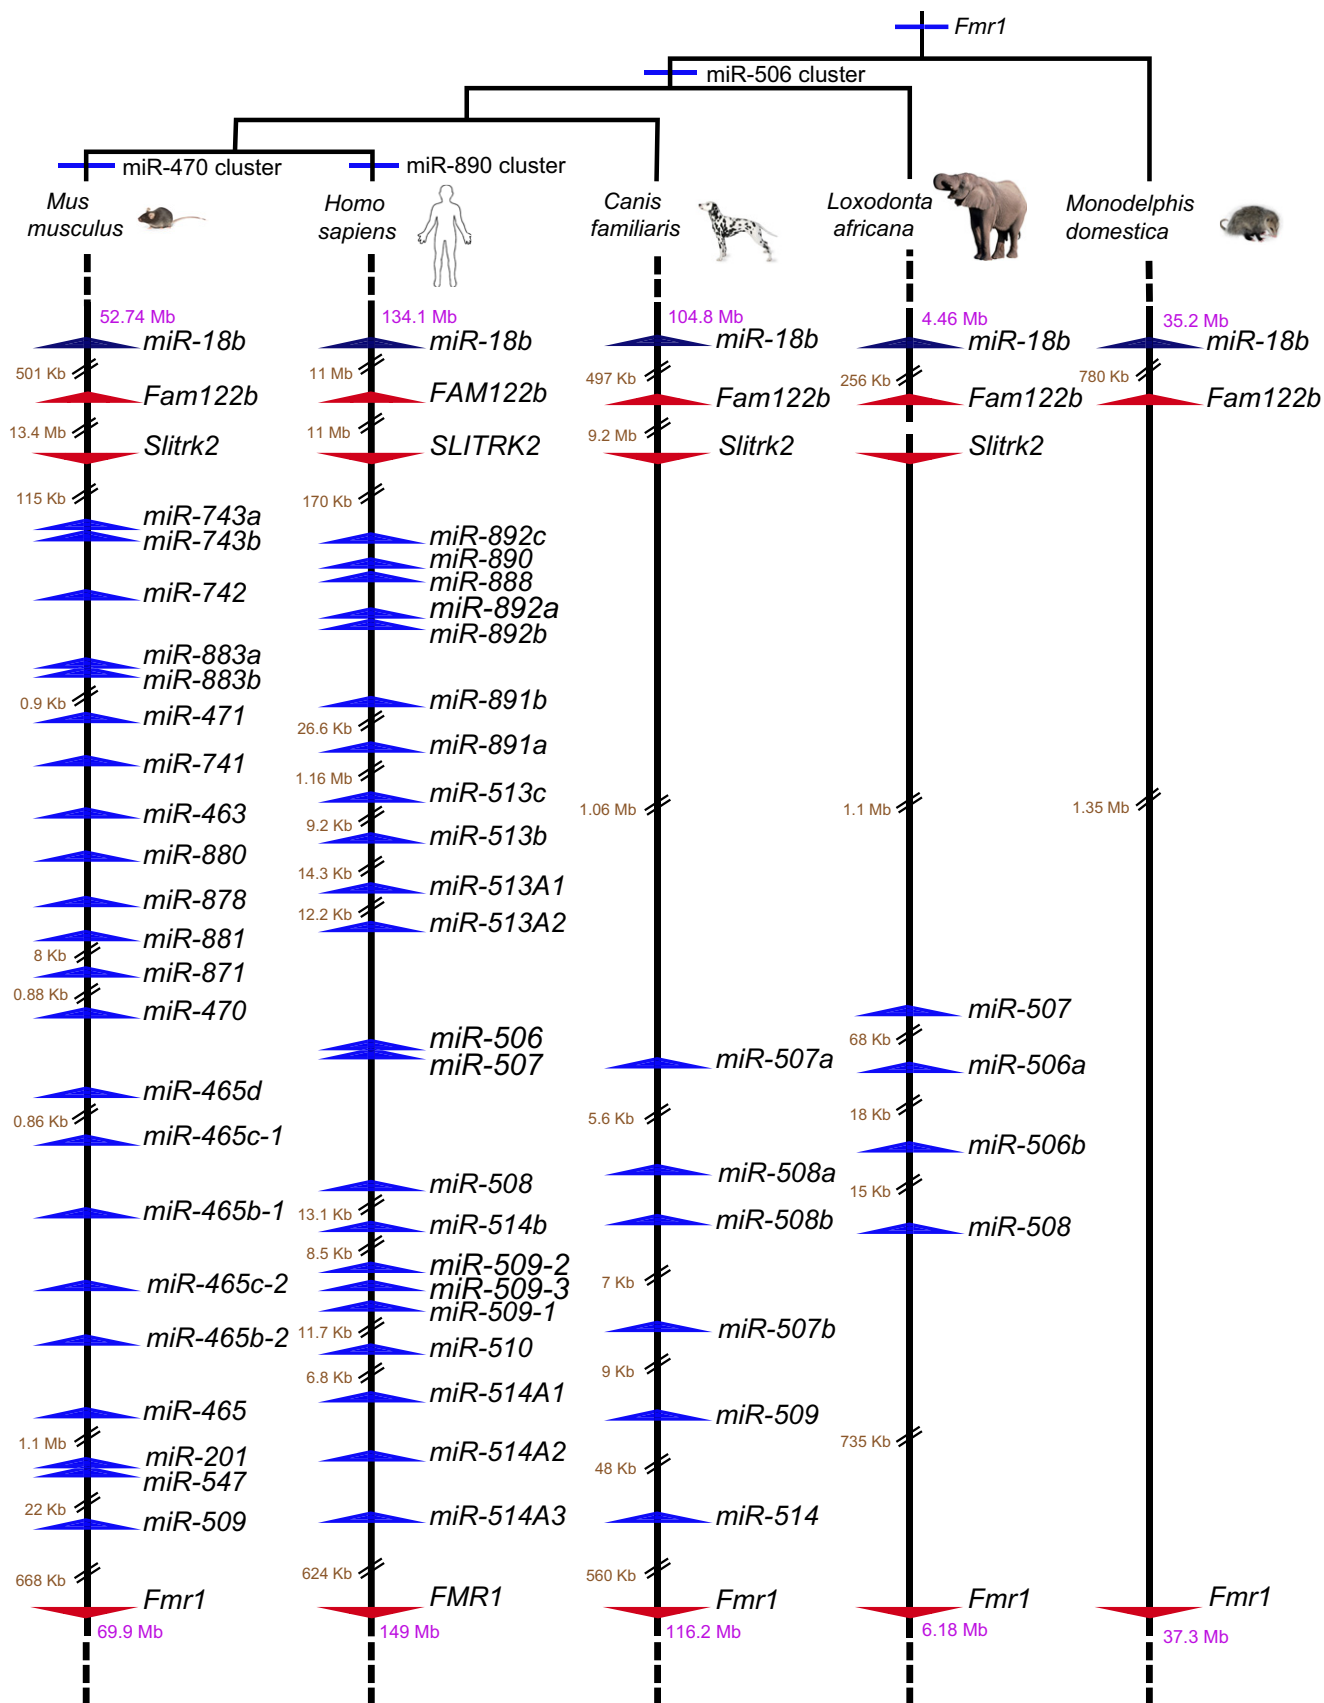 Fmr1
miR-506 cluster
miR-470 cluster
miR-890 cluster
Mus
musculus
Homo
sapiens
Canis
familiaris
Loxodonta
africana
Monodelphis
domestica
52.74 Mb
miR-18b
501 Kb
Fam122b
13.4 Mb
Slitrk2
115 Kb
miR-743a
miR-743b
miR-742
miR-883a
miR-883b
0.9 Kb
miR-471
miR-741
miR-463
miR-880
miR-878
miR-881
8 Kb
miR-871
0.88 Kb
miR-470
miR-465d
0.86 Kb
miR-465c-1
miR-465b-1
miR-465c-2
miR-465b-2
miR-465
1.1 Mb
miR-201
miR-547
22 Kb
miR-509
668 Kb
Fmr1
69.9 Mb
134.1 Mb
miR-18b
11 Mb
FAM122b
11 Mb
SLITRK2
170 Kb
miR-892c
miR-890
miR-888
miR-892a
miR-892b
miR-891b
26.6 Kb
miR-891a
1.16 Mb
miR-513c
9.2 Kb
miR-513b
14.3 Kb
miR-513A1
12.2 Kb
miR-513A2
miR-506
miR-507
miR-508
13.1 Kb
miR-514b
8.5 Kb
miR-509-2
miR-509-3
miR-509-1
11.7 Kb
miR-510
6.8 Kb
miR-514A1
miR-514A2
miR-514A3
624 Kb
FMR1
149 Mb
104.8 Mb
miR-18b
497 Kb
Fam122b
9.2 Mb
Slitrk2
1.06 Mb
miR-507a
5.6 Kb
miR-508a
miR-508b
7 Kb
miR-507b
9 Kb
miR-509
48 Kb
miR-514
560 Kb
Fmr1
116.2 Mb
4.46 Mb
miR-18b
256 Kb
Fam122b
Slitrk2
1.1 Mb
miR-507
68 Kb
miR-506a
18 Kb
miR-506b
15 Kb
miR-508
735 Kb
Fmr1
6.18 Mb
35.2 Mb
miR-18b
780 Kb
Fam122b
1.35 Mb
Fmr1
37.3 Mb